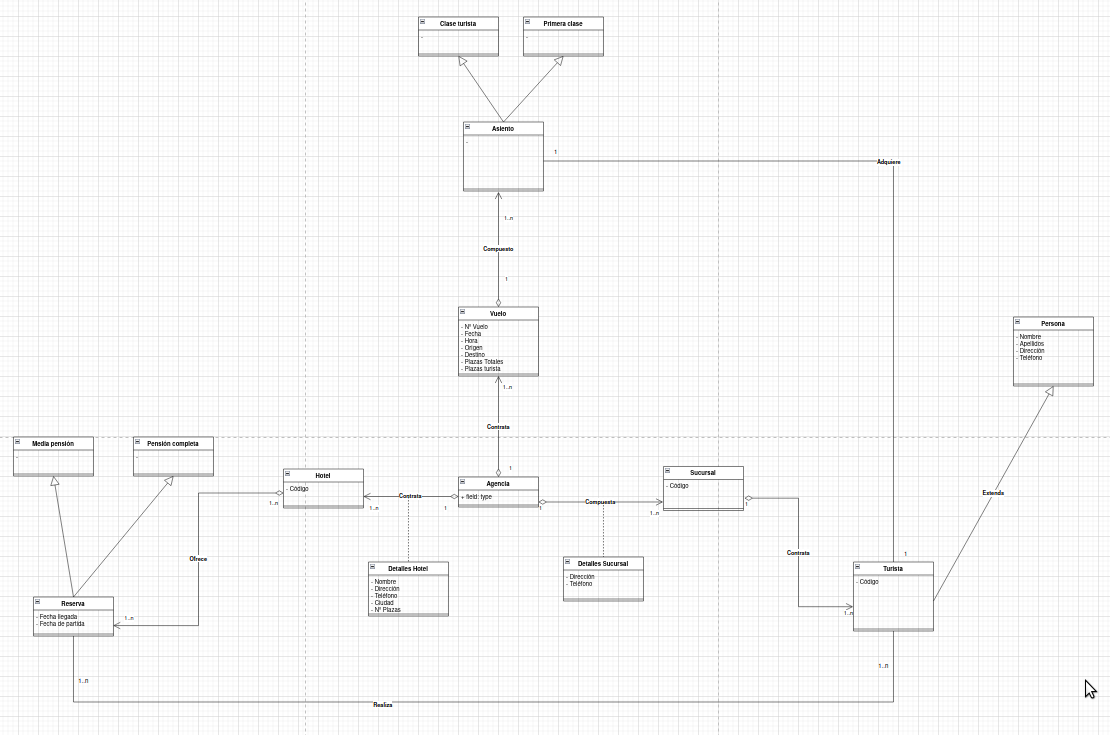 Clase turista
-
Primera clase
-
Asiento
-
1
Adquiere
1..n
Compuesto
1
Vuelo
- Nº Vuelo
- Fecha
- Hora
- Origen
- Destino
- Plazas Totales
- Plazas turista
1..n
Contrata
1
Persona
- Nombre
- Apellidos
- Dirección
- Teléfono
Extends
Media pensión
-
Pensión completa
-
Hotel
- Código
1..n
Contrata
1..n
1
Agencia
+ field: type
1
Compuesta
1..n
Sucursal
- Código
1
Contrata
1..n
Ofrece
1..n
Detalles Hotel
- Nombre
- Dirección
- Teléfono
- Ciudad
- Nº Plazas
Detalles Sucursal
- Dirección
- Teléfono
1
Turista
- Código
Reserva
- Fecha llegada
- Fecha de partida
1..n
1..n
Realiza